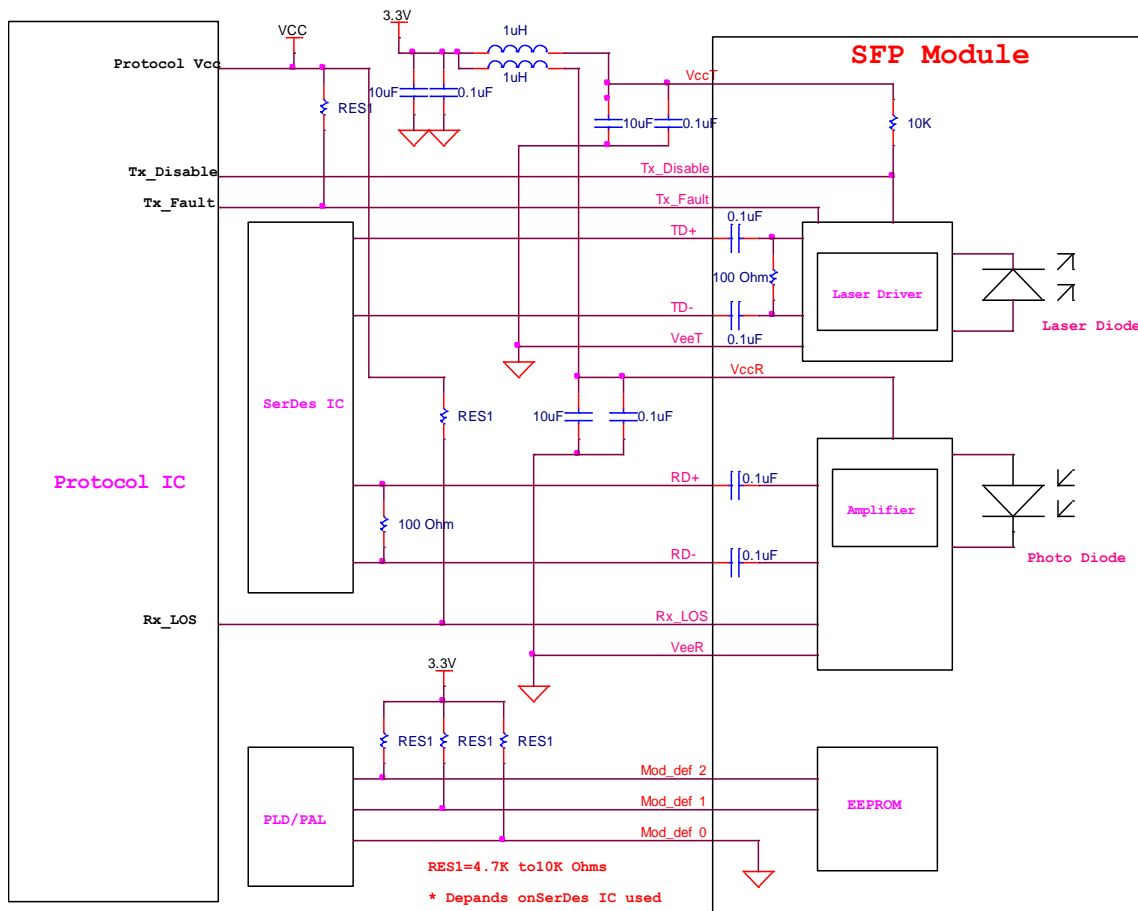 3.3V
1uH
VCC
SFP Module
Protocol Vcc
1uH
VccT
10uF
0.1uF
RES1
10uF
0.1uF
10K
Tx_Disable
Tx_Disable
Tx_Fault
Tx_Fault
0.1uF
TD+
100 Ohm
Laser Driver
TD-
Laser Diode
VeeT
0.1uF
VccR
SerDes IC
RES1
10uF
0.1uF
Protocol IC
RD+
0.1uF
Amplifier
100 Ohm
RD-
0.1uF
Photo Diode
Rx_LOS
Rx_LOS
VeeR
3.3V
RES1
RES1
RES1
Mod_def 2
EEPROM
Mod_def 1
PLD/PAL
Mod_def 0
RES1=4.7K to10K Ohms
* Depands onSerDes IC used